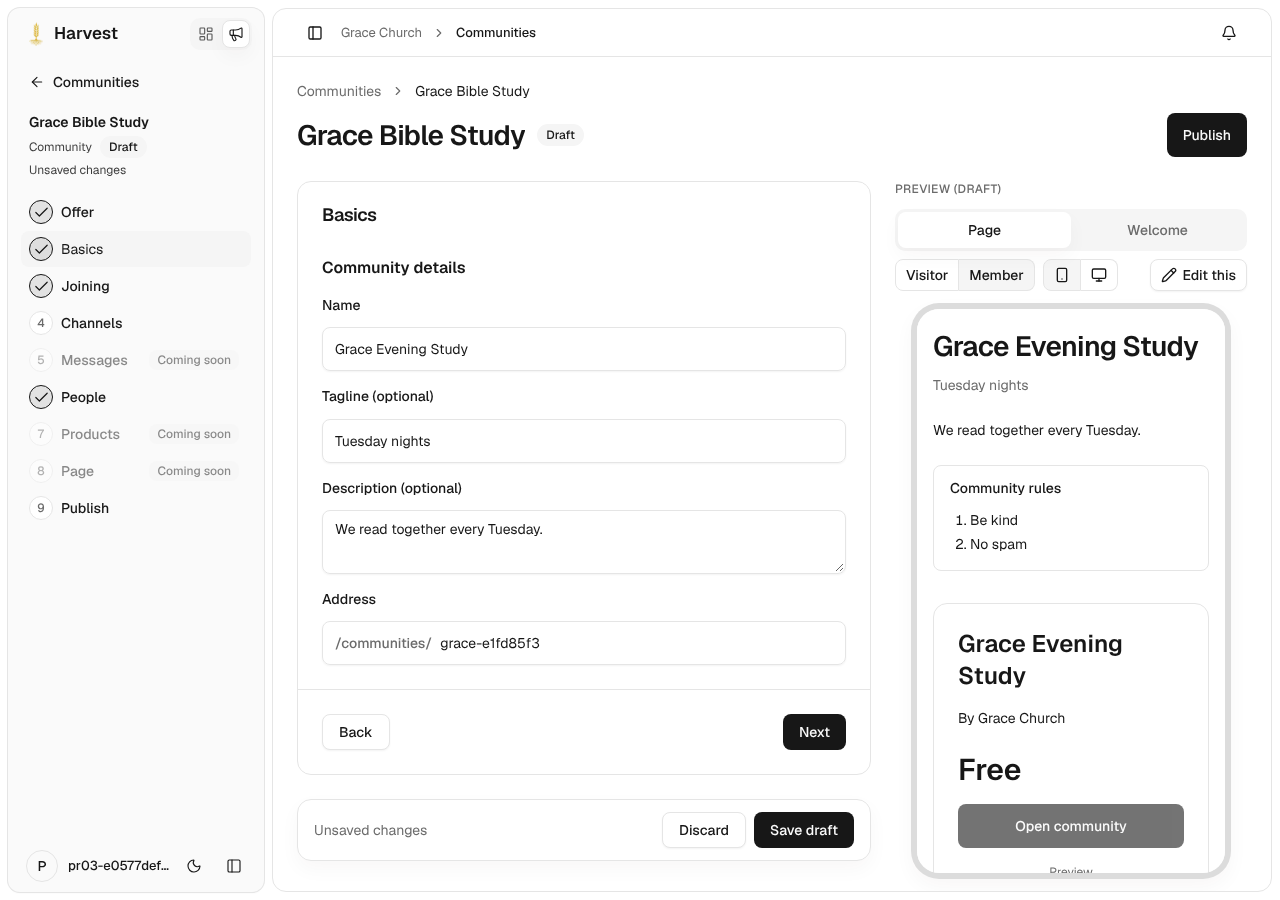 Harvest
Communities
Grace Bible Study
Community Draft
Unsaved changes
Offer
Basics
Joining
4 Channels
5 Messages Coming soon
People
7 Products Coming soon
8 Page Coming soon
9 Publish
P pr03-e0577def…
Grace Church > Communities
Communities > Grace Bible Study
Grace Bible Study Draft
Publish
Basics
Community details
Name
Grace Evening Study
Tagline (optional)
Tuesday nights
Description (optional)
We read together every Tuesday.
Address
/communities/ grace-e1fd85f3
Back Next
Unsaved changes Discard Save draft
PREVIEW (DRAFT)
Page Welcome
Visitor Member Edit this
Grace Evening Study
Tuesday nights
We read together every Tuesday.
Community rules
1. Be kind
2. No spam
Grace Evening
Study
By Grace Church
Free
Open community
Preview